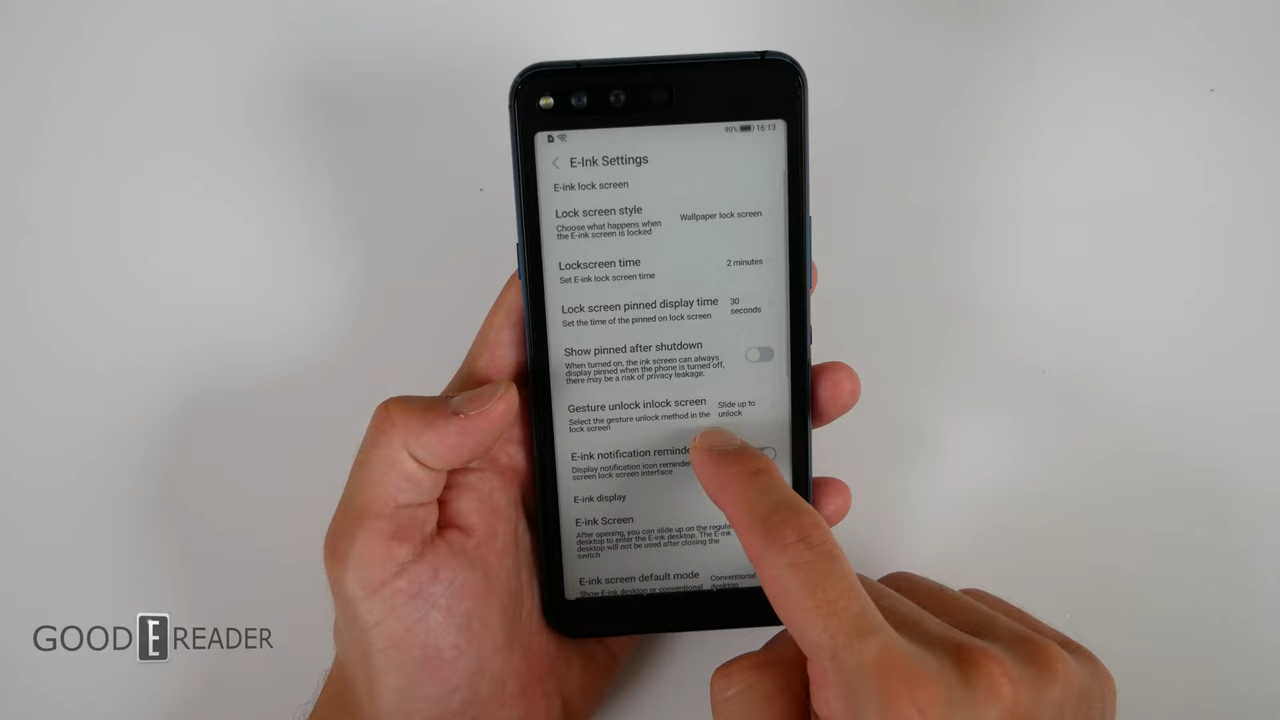 90% 16:13
E-Ink Settings
E-ink lock screen
Lock screen style
Wallpaper lock screen
Choose what happens when
the E-ink screen is locked
Lockscreen time
2 minutes
Set E-ink lock screen time
Lock screen pinned display time
30
seconds
Set the time of the pinned on lock screen
Show pinned after shutdown
When turned on, the ink screen can always
display pinned when the phone is turned off,
there may be a risk of privacy leakage.
Gesture unlock inlock screen
Slide up to
unlock
Select the gesture unlock method in the
lock screen
E-ink notification
Display notification icon
screen lock screen interface
E-ink display
E-ink Screen
After opening, you can slide up on the
desktop to enter the E-ink desktop. The E-ink
desktop will not be used after closing the
switch
E-ink screen default mode
Conventional
desktop
Show E-ink desktop or conventional
GOOD E READER